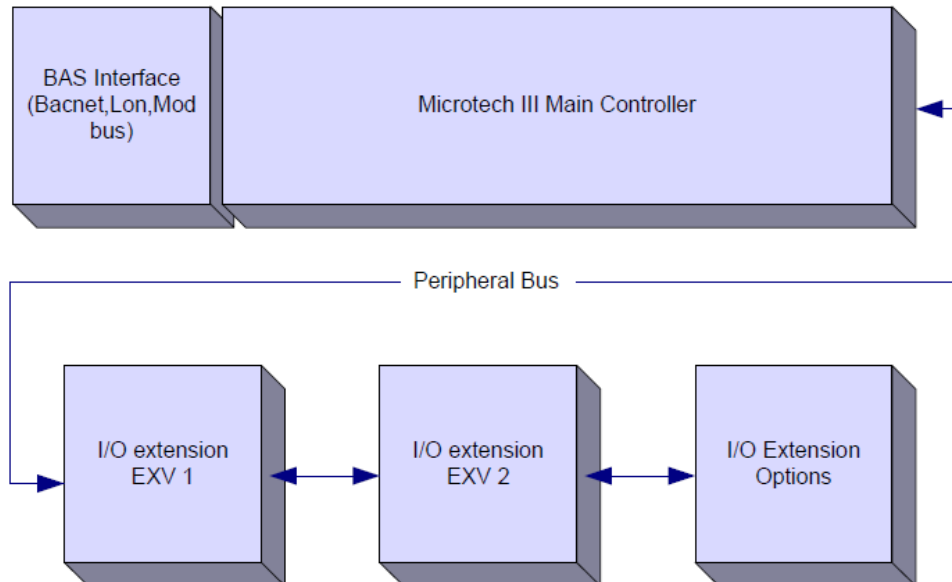 BAS Interface
(Bacnet,Lon,Mod
bus)
Microtech III Main Controller
Peripheral Bus
I/O extension
EXV 1
I/O extension
EXV 2
I/O Extension
Options